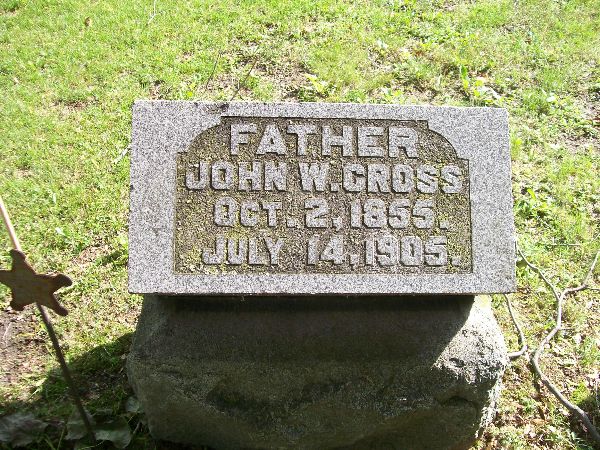 FATHER
JOHN W. CROSS
OCT. 2, 1855.
JULY 14, 1905.